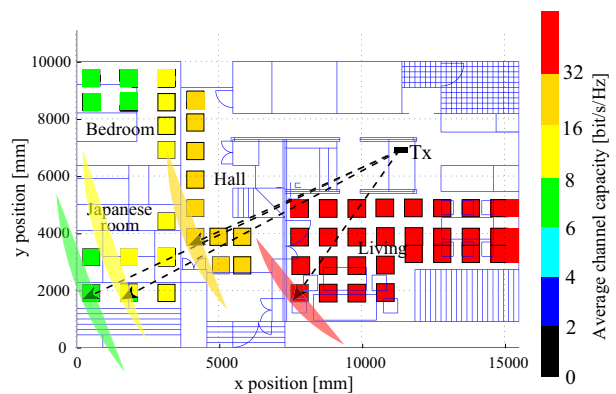 10000
8000
6000
4000
2000
0
y position [mm]
0
5000
10000
15000
x position [mm]
Bedroom
Tx
Hall
Japanese
room
Living
32
16
8
6
4
2
0
Average channel capacity [bit/s/Hz]